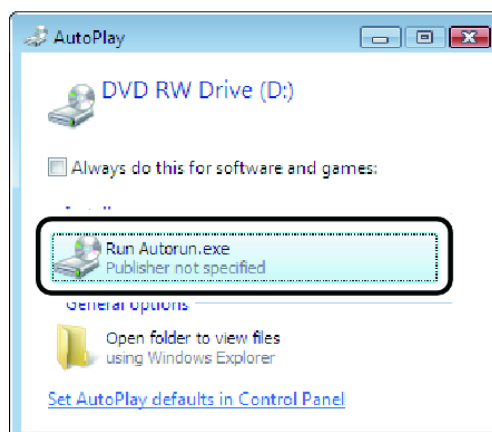 AutoPlay
DVD RW Drive (D:)
Always do this for software and games:
Run Autorun.exe
Publisher not specified
General options
Open folder to view files
using Windows Explorer
Set AutoPlay defaults in Control Panel